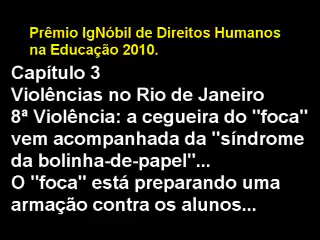 Prêmio IgNóbil de Direitos Humanos
na Educação 2010.
Capítulo 3
Violências no Rio de Janeiro
8ª Violência: a cegueira do "foca"
vem acompanhada da "síndrome
da bolinha-de-papel"...
O "foca" está preparando uma
armação contra os alunos...